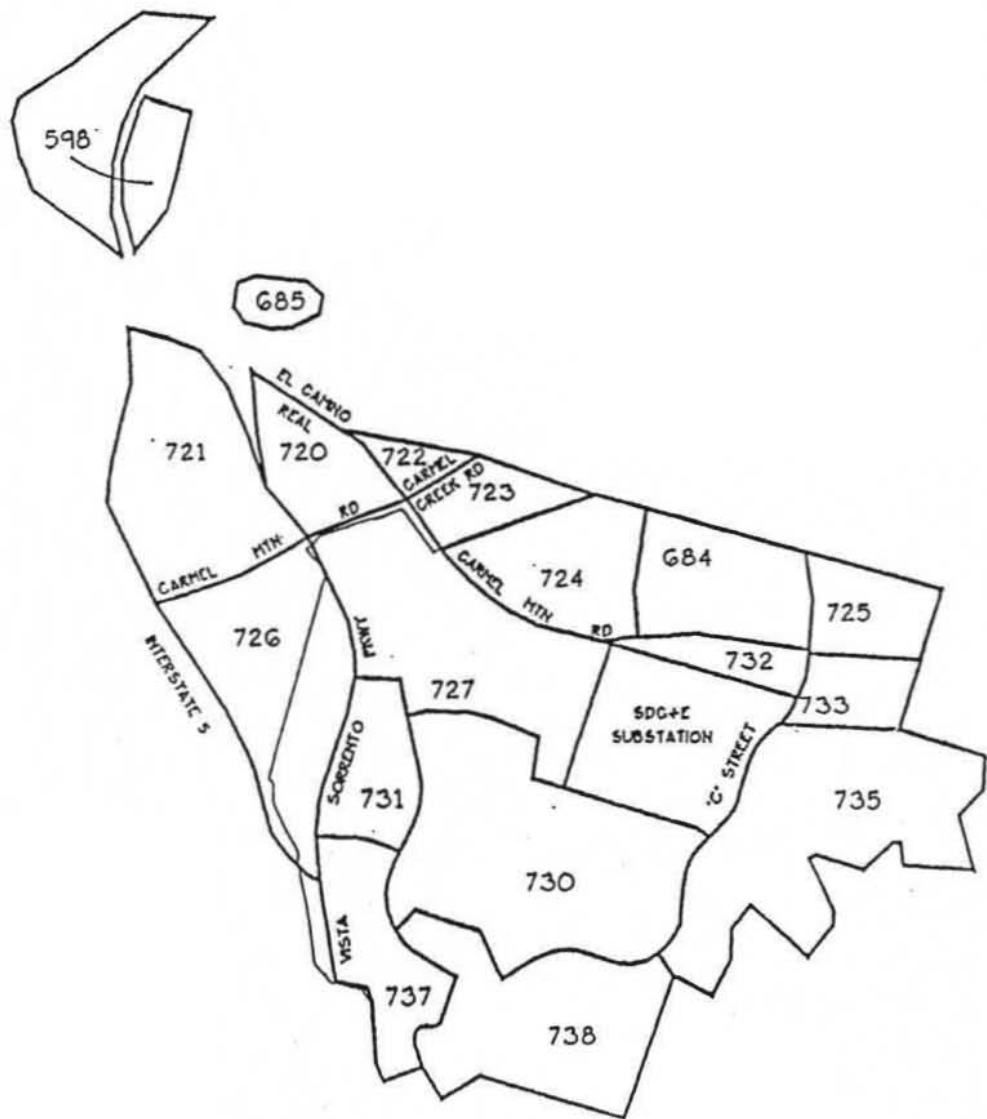 598
685
EL CAMINO
REAL
721
720
722
CARMEL
CREEK RD
723
RD
CARMEL MTN
CARMEL MTN RD
724
684
725
726
INTERSTATE 5
PKWY
727
732
733
SDG+E
SUBSTATION
"C" STREET
SORRENTO
731
735
730
VISTA
737
738